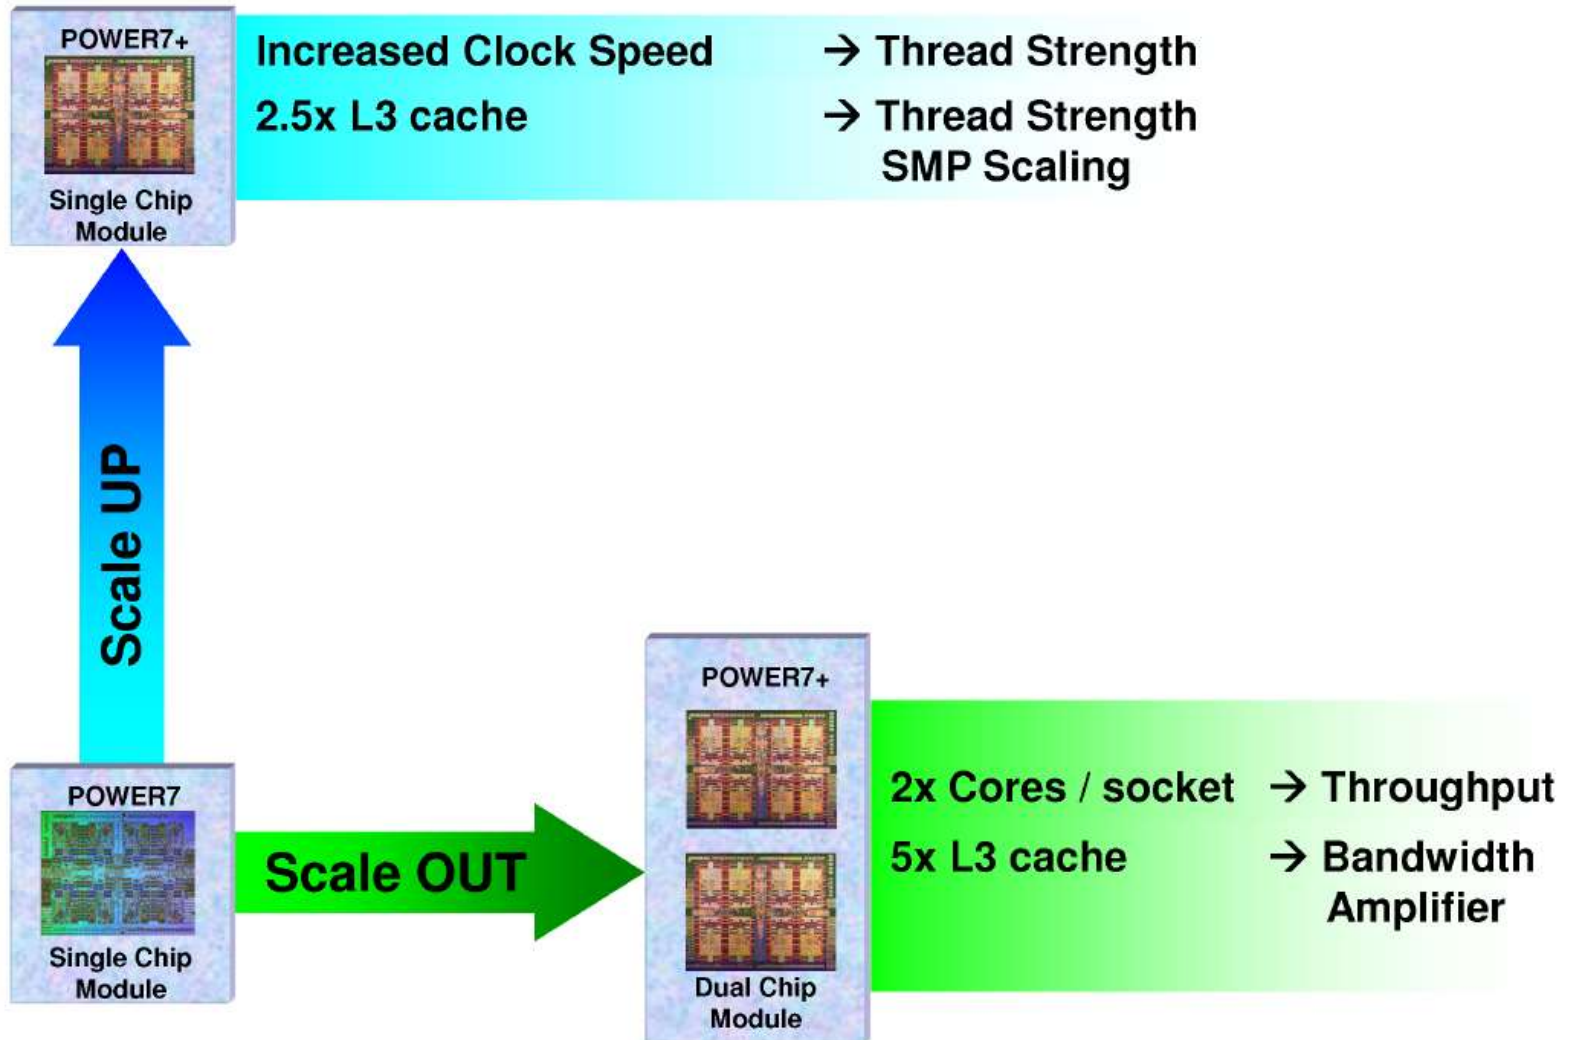 POWER7+
Single Chip
Module
Increased Clock Speed → Thread Strength
2.5x L3 cache → Thread Strength
SMP Scaling
Scale UP
POWER7
Single Chip
Module
Scale OUT
POWER7+
Dual Chip
Module
2x Cores / socket → Throughput
5x L3 cache → Bandwidth
Amplifier